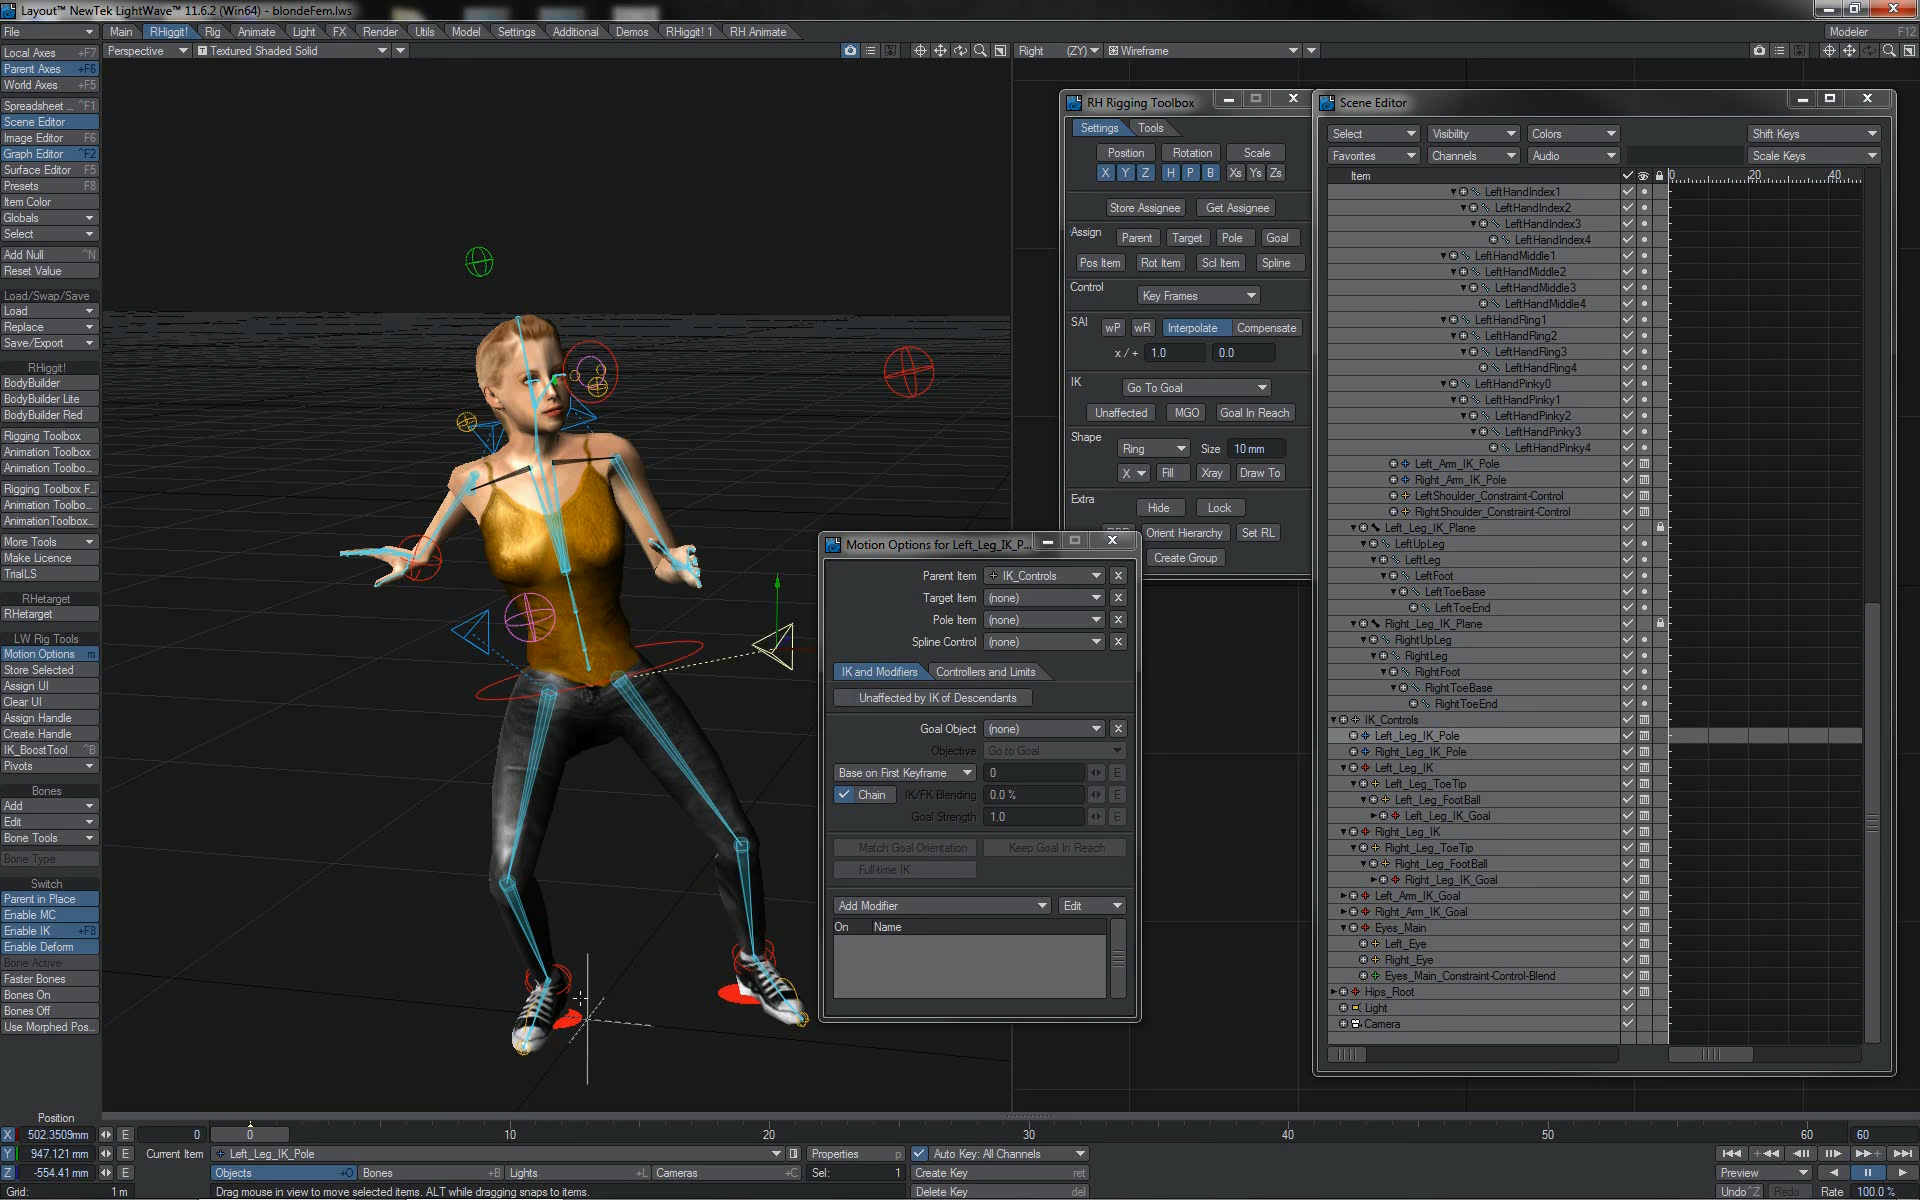 Layout™ NewTek LightWave™ 11.6.2 (Win64) - blondeFem.lws
File Main RHiggit! Rig Animate Light FX Render Utils Model Settings Additional Demos RHiggit! 1 RH Animate Modeler F12
Perspective Textured Shaded Solid Right (ZY) Wireframe
Local Axes +F7
Parent Axes +F6
World Axes +F5
Spreadsheet ... ^F1
Scene Editor
Image Editor F6
Graph Editor ^F2
Surface Editor F5
Presets F8
Item Color
Globals
Select
Add Null ^N
Reset Value
Load/Swap/Save
Load
Replace
Save/Export
RHiggit!
BodyBuilder
BodyBuilder Lite
BodyBuilder Red
Rigging Toolbox
Animation Toolbox
Animation Toolbo...
Rigging Toolbox F...
Animation Toolbo...
AnimationToolbox...
More Tools
Make Licence
TrialLS
RHetarget
RHetarget
LW Rig Tools
Motion Options m
Store Selected
Assign UI
Clear UI
Assign Handle
Create Handle
IK_BoostTool ^B
Pivots
Bones
Add
Edit
Bone Tools
Bone Type
Switch
Parent in Place
Enable MC
Enable IK +F8
Enable Deform
Bone Active
Faster Bones
Bones On
Bones Off
Use Morphed Pos...
RH Rigging Toolbox
Settings Tools
Position Rotation Scale
X Y Z H P B Xs Ys Zs
Store Assignee Get Assignee
Assign Parent Target Pole Goal
Pos Item Rot Item Scl Item Spline
Control Key Frames
SAI wP wR Interpolate Compensate
x / + 1.0 0.0
IK Go To Goal
Unaffected MGO Goal In Reach
Shape Ring Size 10 mm
X Fill Xray Draw To
Extra Hide Lock
Orient Hierarchy Set RL
Create Group
Motion Options for Left_Leg_IK_P...
Parent Item IK_Controls X
Target Item (none) X
Pole Item (none) X
Spline Control (none) X
IK and Modifiers Controllers and Limits
Unaffected by IK of Descendants
Goal Object (none) X
Objective Go to Goal
Base on First Keyframe 0 E
Chain IK/FK Blending 0.0 % E
Goal Strength 1.0 E
Match Goal Orientation Keep Goal In Reach
Full-time IK
Add Modifier Edit
On Name
Scene Editor
Select Visibility Colors Shift Keys
Favorites Channels Audio Scale Keys
Item 0 20 40
LeftHandIndex1
LeftHandIndex2
LeftHandIndex3
LeftHandIndex4
LeftHandMiddle1
LeftHandMiddle2
LeftHandMiddle3
LeftHandMiddle4
LeftHandRing1
LeftHandRing2
LeftHandRing3
LeftHandRing4
LeftHandPinky0
LeftHandPinky1
LeftHandPinky2
LeftHandPinky3
LeftHandPinky4
Left_Arm_IK_Pole
Right_Arm_IK_Pole
LeftShoulder_Constraint-Control
RightShoulder_Constraint-Control
Left_Leg_IK_Plane
LeftUpLeg
LeftLeg
LeftFoot
LeftToeBase
LeftToeEnd
Right_Leg_IK_Plane
RightUpLeg
RightLeg
RightFoot
RightToeBase
RightToeEnd
IK_Controls
Left_Leg_IK_Pole
Right_Leg_IK_Pole
Left_Leg_IK
Left_Leg_ToeTip
Left_Leg_FootBall
Left_Leg_IK_Goal
Right_Leg_IK
Right_Leg_ToeTip
Right_Leg_FootBall
Right_Leg_IK_Goal
Left_Arm_IK_Goal
Right_Arm_IK_Goal
Eyes_Main
Left_Eye
Right_Eye
Eyes_Main_Constraint-Control-Blend
Hips_Root
Light
Camera
Position
X 502.3509mm E 0 0 10 20 30 40 50 60 60
Y 947.121 mm E Current Item Left_Leg_IK_Pole Properties p Auto Key: All Channels
Z -554.41 mm E Objects +O Bones +B Lights +L Cameras +C Sel: 1 Create Key ret Preview
Grid: 1 m Drag mouse in view to move selected items. ALT while dragging snaps to items. Delete Key del Undo ^Z Redo Rate 100.0 %